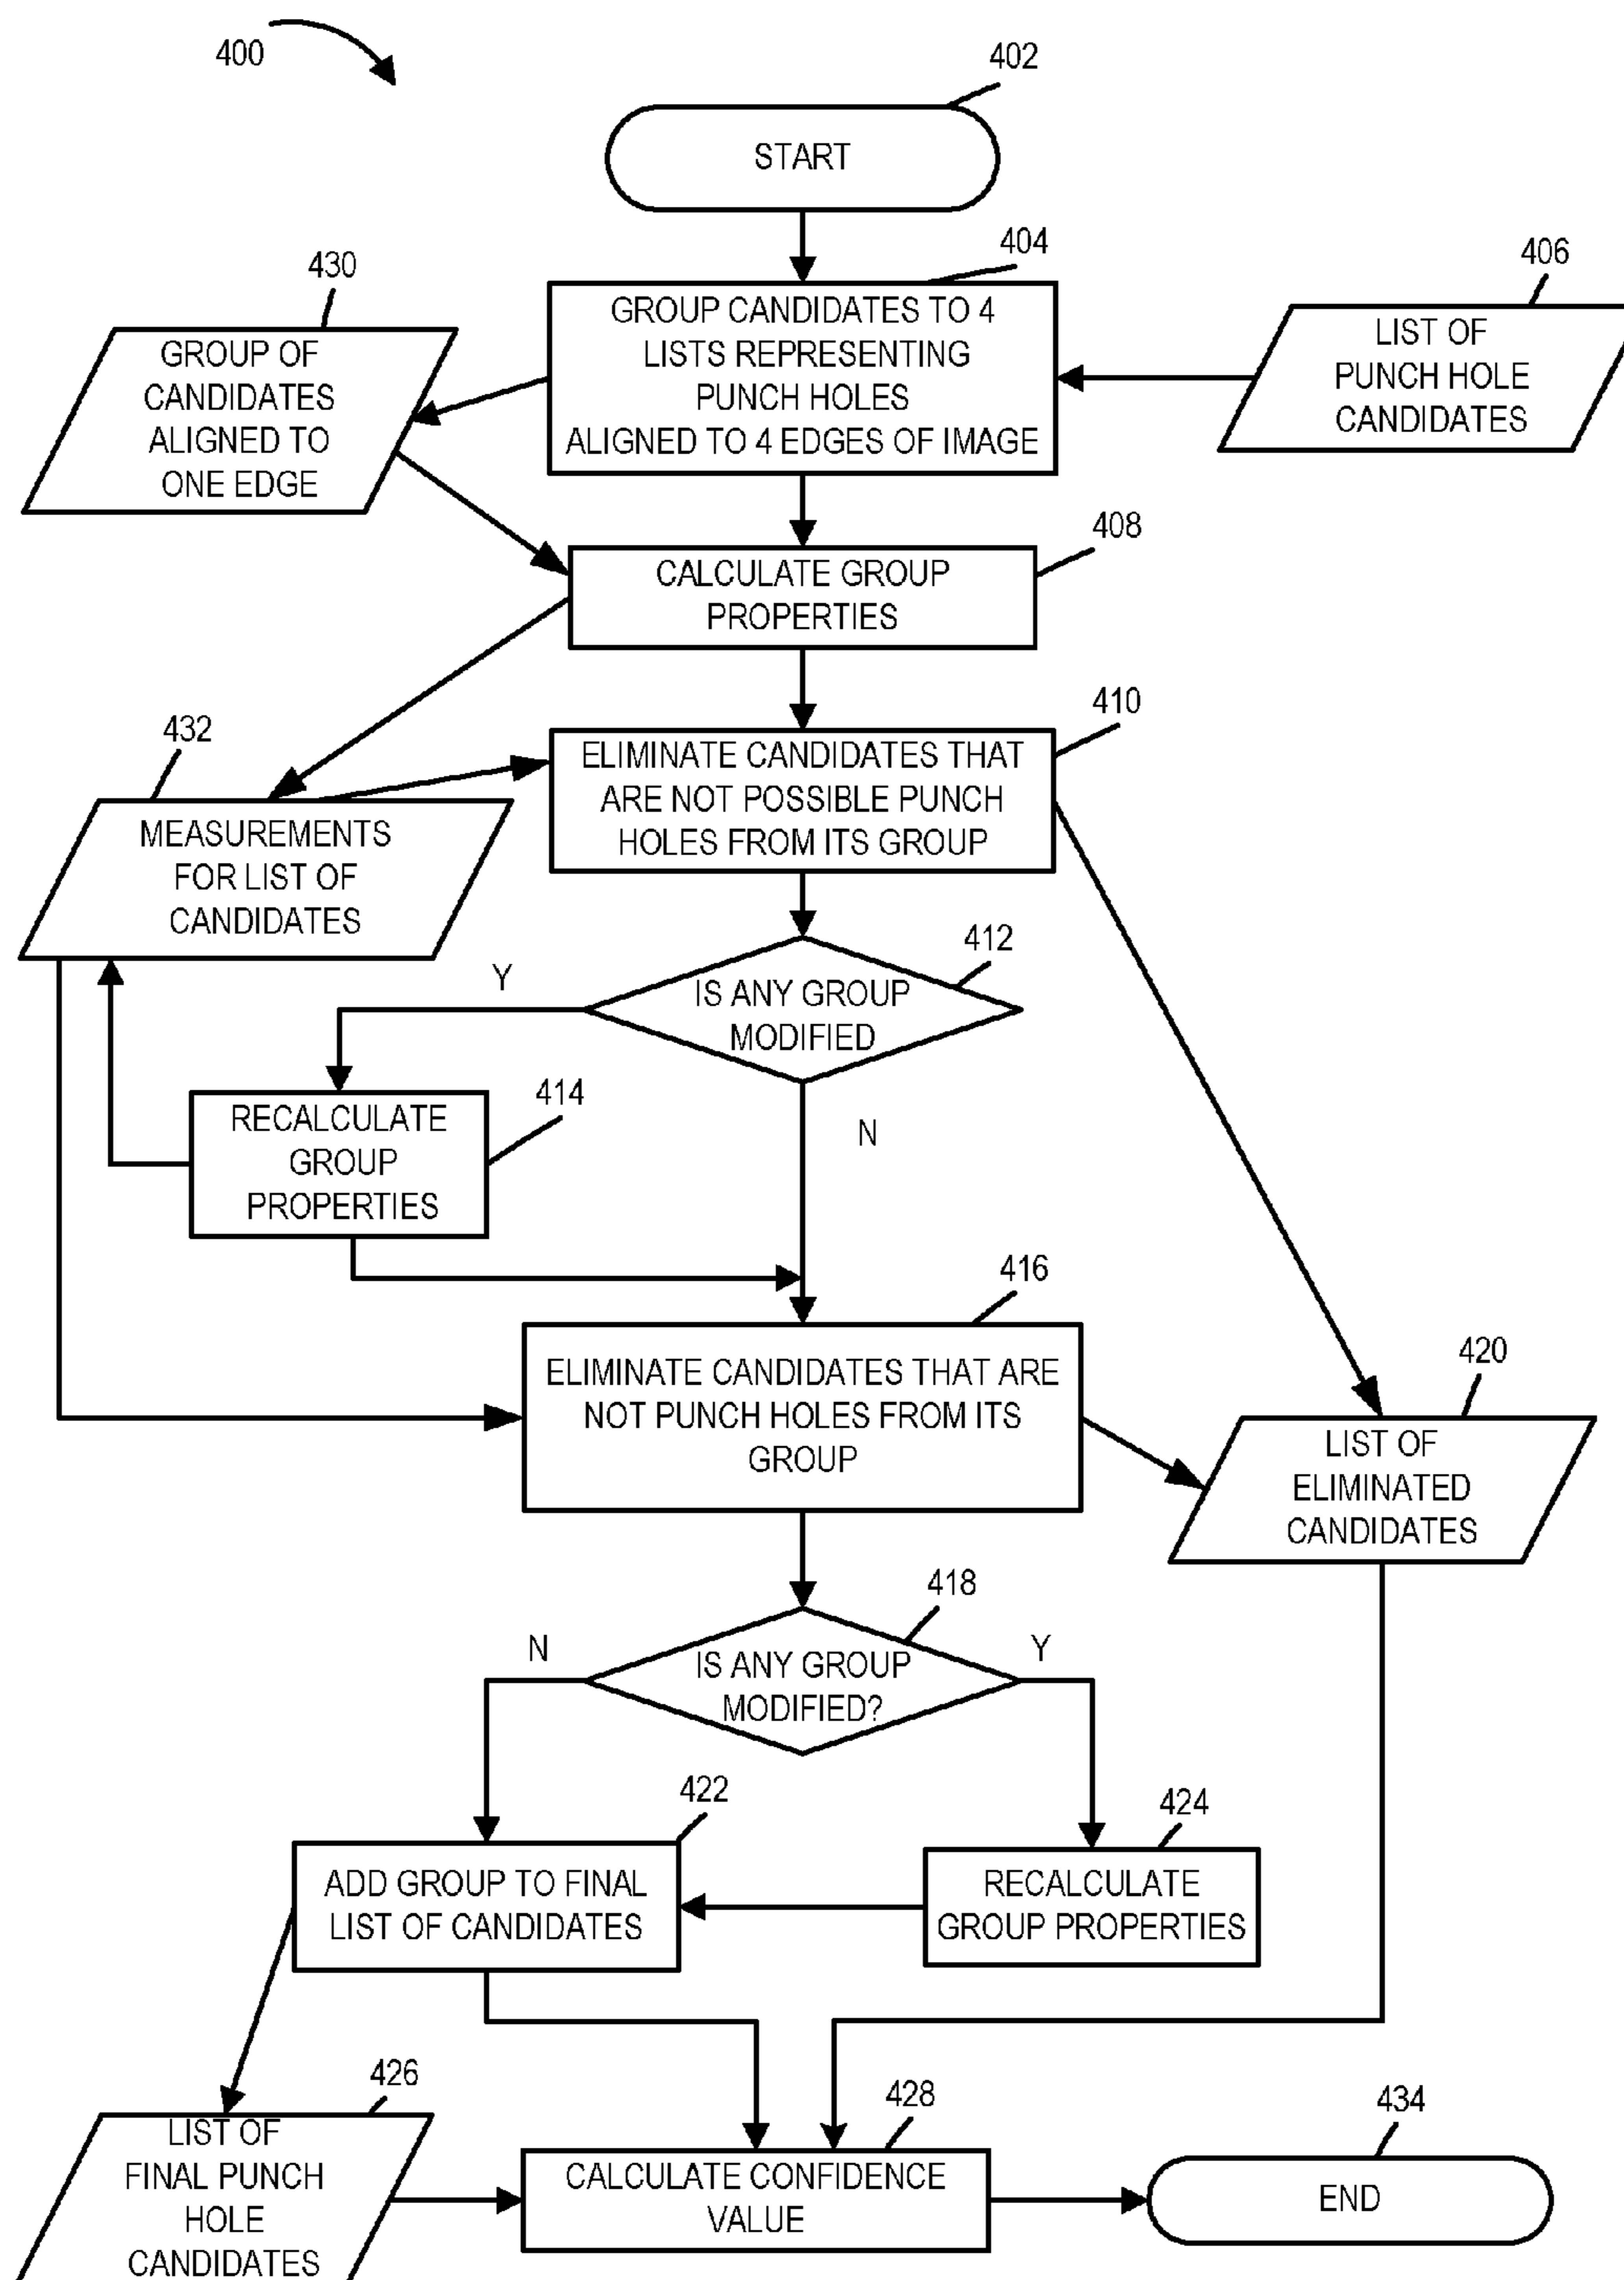 400
402
START
404
430
406
GROUP CANDIDATES TO 4
LISTS REPRESENTING
PUNCH HOLES
ALIGNED TO 4 EDGES OF IMAGE
GROUP OF
CANDIDATES
ALIGNED TO
ONE EDGE
LIST OF
PUNCH HOLE
CANDIDATES
408
CALCULATE GROUP
PROPERTIES
410
432
ELIMINATE CANDIDATES THAT
ARE NOT POSSIBLE PUNCH
HOLES FROM ITS GROUP
MEASUREMENTS
FOR LIST OF
CANDIDATES
412
Y
IS ANY GROUP
MODIFIED
414
N
RECALCULATE
GROUP
PROPERTIES
416
ELIMINATE CANDIDATES THAT ARE
NOT PUNCH HOLES FROM ITS
GROUP
420
LIST OF
ELIMINATED
CANDIDATES
418
N
Y
IS ANY GROUP
MODIFIED?
422
424
ADD GROUP TO FINAL
LIST OF CANDIDATES
RECALCULATE
GROUP PROPERTIES
426
428
434
LIST OF
FINAL PUNCH
HOLE
CANDIDATES
CALCULATE CONFIDENCE
VALUE
END